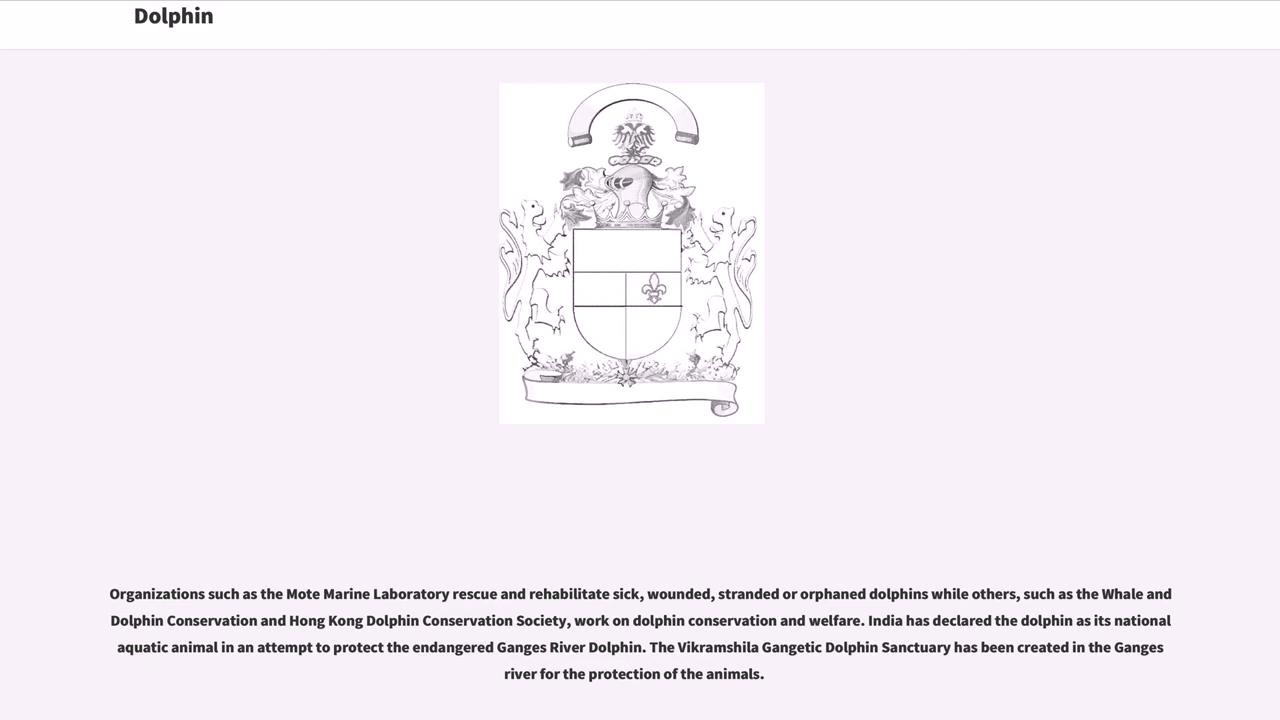 Dolphin
Organizations such as the Mote Marine Laboratory rescue and rehabilitate sick, wounded, stranded or orphaned dolphins while others, such as the Whale and
Dolphin Conservation and Hong Kong Dolphin Conservation Society, work on dolphin conservation and welfare. India has declared the dolphin as its national
aquatic animal in an attempt to protect the endangered Ganges River Dolphin. The Vikramshila Gangetic Dolphin Sanctuary has been created in the Ganges
river for the protection of the animals.